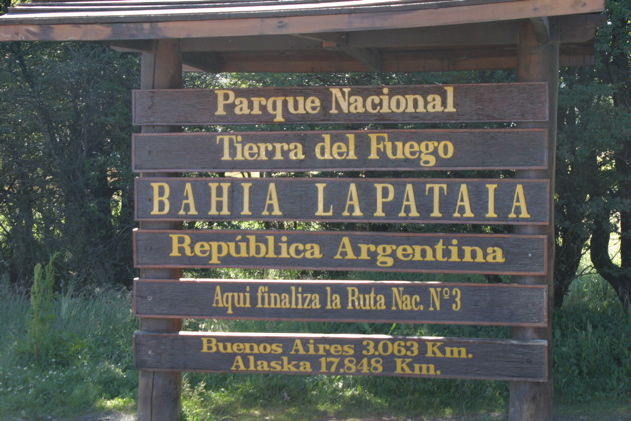 Parque Nacional
Tierra del Fuego
BAHIA LAPATAIA
República Argentina
Aqui finaliza la Ruta Nac. Nº3
Buenos Aires 3.063 Km.
Alaska 17.848 Km.